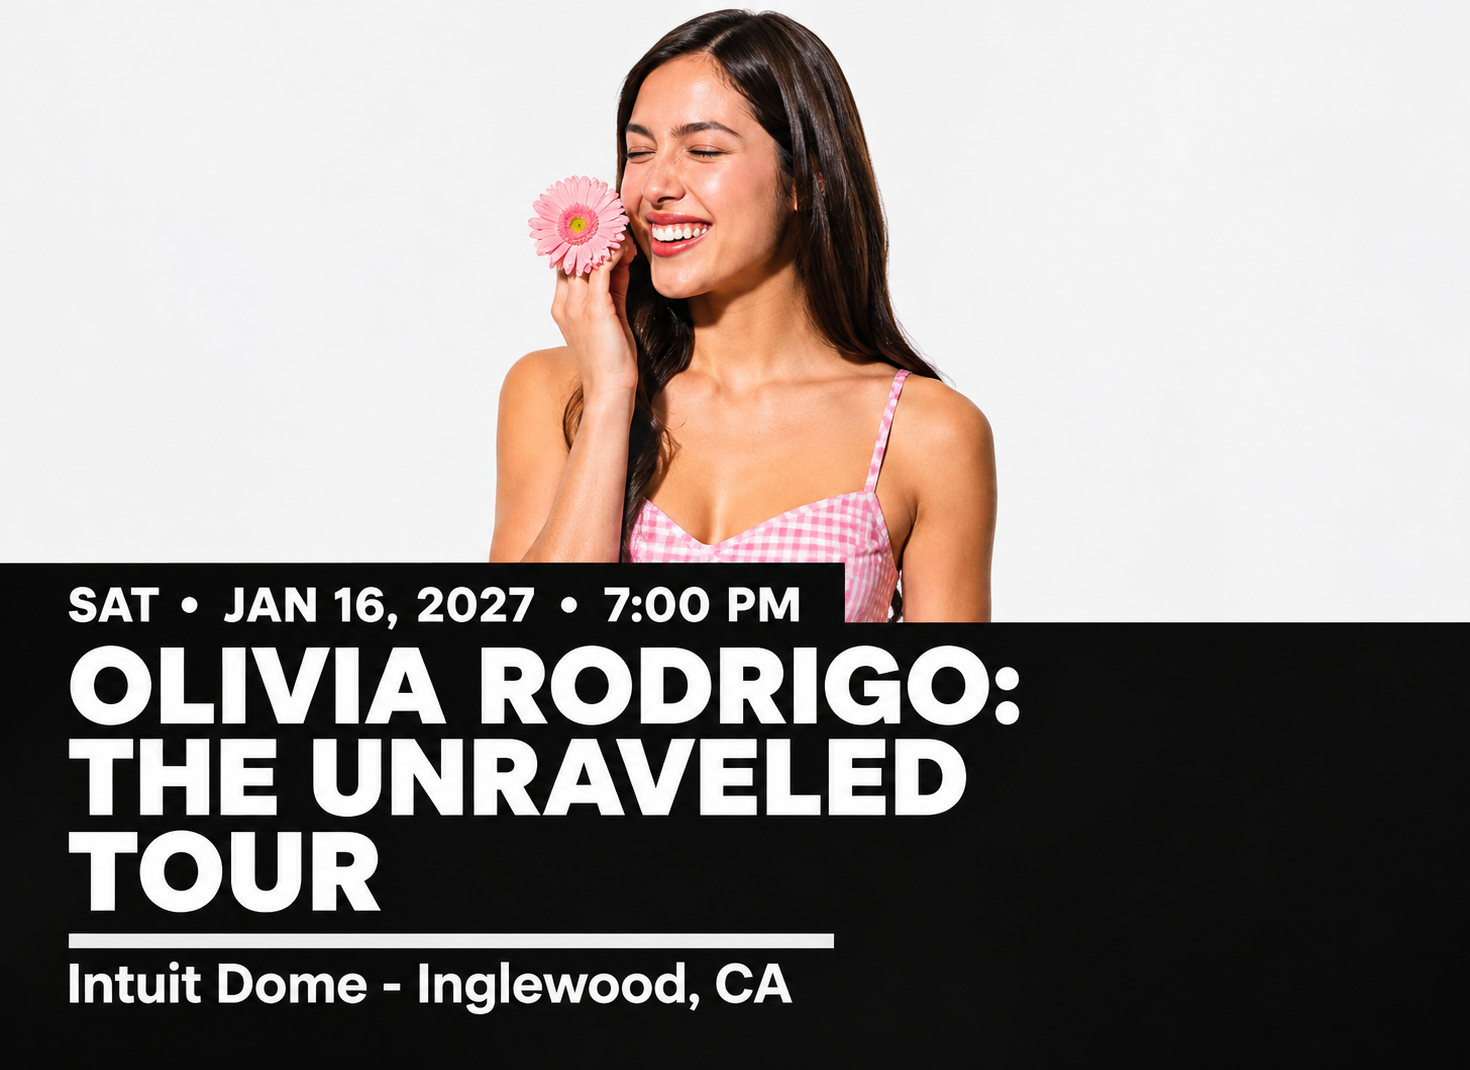 SAT • JAN 16, 2027 • 7:00 PM
OLIVIA RODRIGO:
THE UNRAVELED
TOUR
Intuit Dome - Inglewood, CA